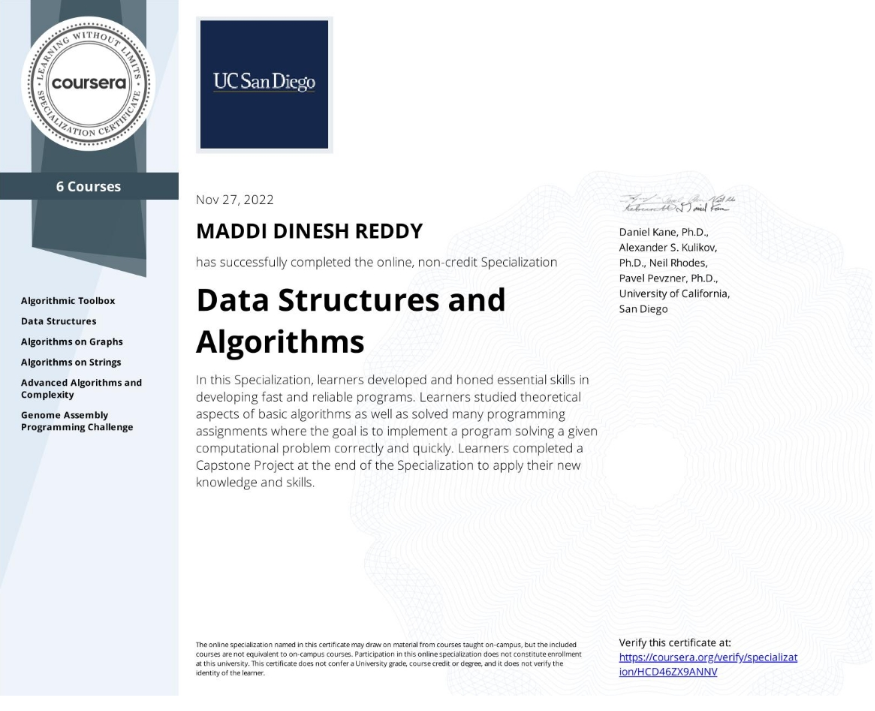 LEARNING WITHOUT LIMITS
coursera
SPECIALIZATION CERTIFICATE
6 Courses
Algorithmic Toolbox
Data Structures
Algorithms on Graphs
Algorithms on Strings
Advanced Algorithms and
Complexity
Genome Assembly
Programming Challenge
UC San Diego
Nov 27, 2022
MADDI DINESH REDDY
has successfully completed the online, non-credit Specialization
Data Structures and
Algorithms
In this Specialization, learners developed and honed essential skills in
developing fast and reliable programs. Learners studied theoretical
aspects of basic algorithms as well as solved many programming
assignments where the goal is to implement a program solving a given
computational problem correctly and quickly. Learners completed a
Capstone Project at the end of the Specialization to apply their new
knowledge and skills.
Daniel Kane, Ph.D.,
Alexander S. Kulikov,
Ph.D., Neil Rhodes,
Pavel Pevzner, Ph.D.,
University of California,
San Diego
The online specialization named in this certificate may draw on material from courses taught on-campus, but the included
courses are not equivalent to on-campus courses. Participation in this online specialization does not constitute enrollment
at this university. This certificate does not confer a University grade, course credit or degree, and it does not verify the
identity of the learner.
Verify this certificate at:
https://coursera.org/verify/specializat
ion/HCD46ZX9ANNV